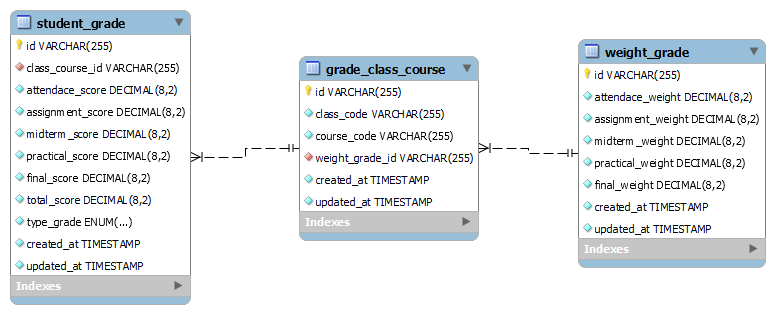 student_grade
id VARCHAR(255)
class_course_id VARCHAR(255)
attendace_score DECIMAL(8,2)
assignment_score DECIMAL(8,2)
midterm_score DECIMAL(8,2)
practical_score DECIMAL(8,2)
final_score DECIMAL(8,2)
total_score DECIMAL(8,2)
type_grade ENUM(...)
created_at TIMESTAMP
updated_at TIMESTAMP
Indexes
grade_class_course
id VARCHAR(255)
class_code VARCHAR(255)
course_code VARCHAR(255)
weight_grade_id VARCHAR(255)
created_at TIMESTAMP
updated_at TIMESTAMP
Indexes
weight_grade
id VARCHAR(255)
attendace_weight DECIMAL(8,2)
assignment_weight DECIMAL(8,2)
midterm_weight DECIMAL(8,2)
practical_weight DECIMAL(8,2)
final_weight DECIMAL(8,2)
created_at TIMESTAMP
updated_at TIMESTAMP
Indexes